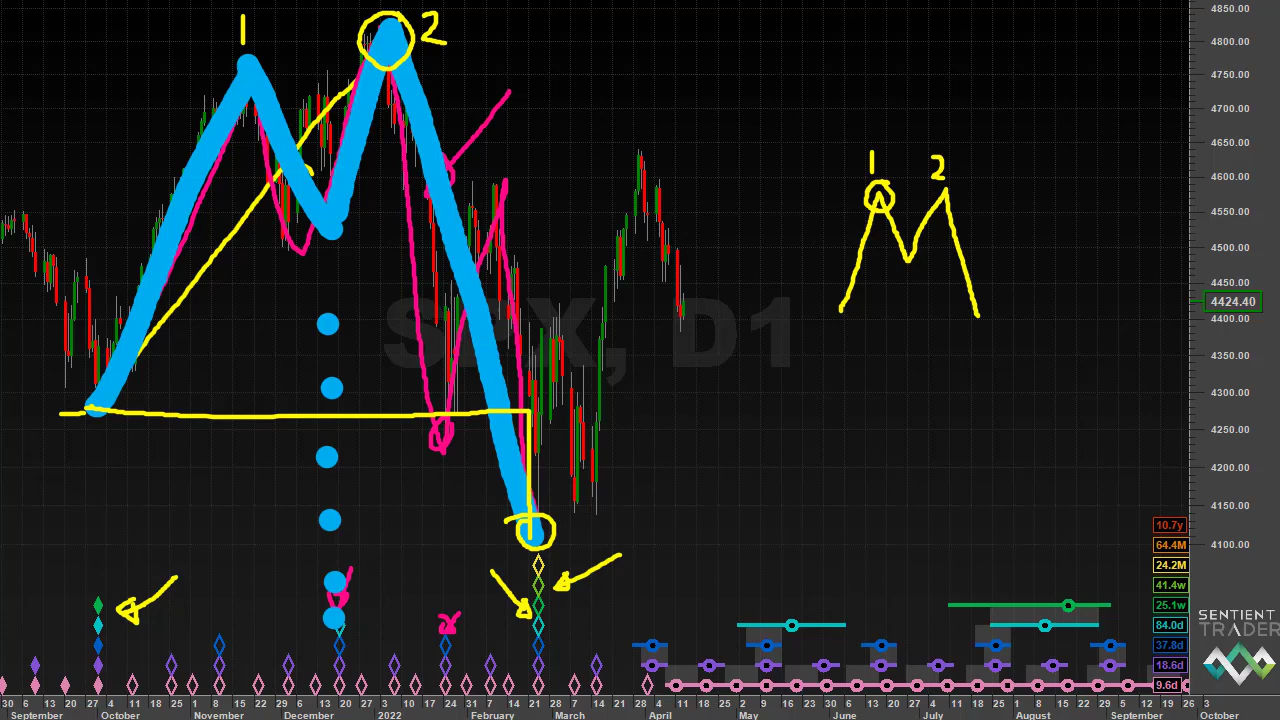 1
2
1
2
SPX, D1
4850.00
4800.00
4750.00
4700.00
4650.00
4600.00
4550.00
4500.00
4450.00
4424.40
4400.00
4350.00
4300.00
4250.00
4200.00
4150.00
4100.00
10.7y
64.4M
24.2M
41.4w
25.1w
84.0d
37.8d
18.6d
9.6d
SENTIENT
TRADER
30 6 13 20 27 4 11 18 25 1 8 15 22 29 6 13 20 27 3 10 18 24 31 7 14 21 28 7 14 21 28 4 11 18 25 2 9 16 23 30 6 13 20 27 4 11 18 25 1 8 15 22 29 5 12 19 26 3
September October November December 2022 February March April May June July August September October